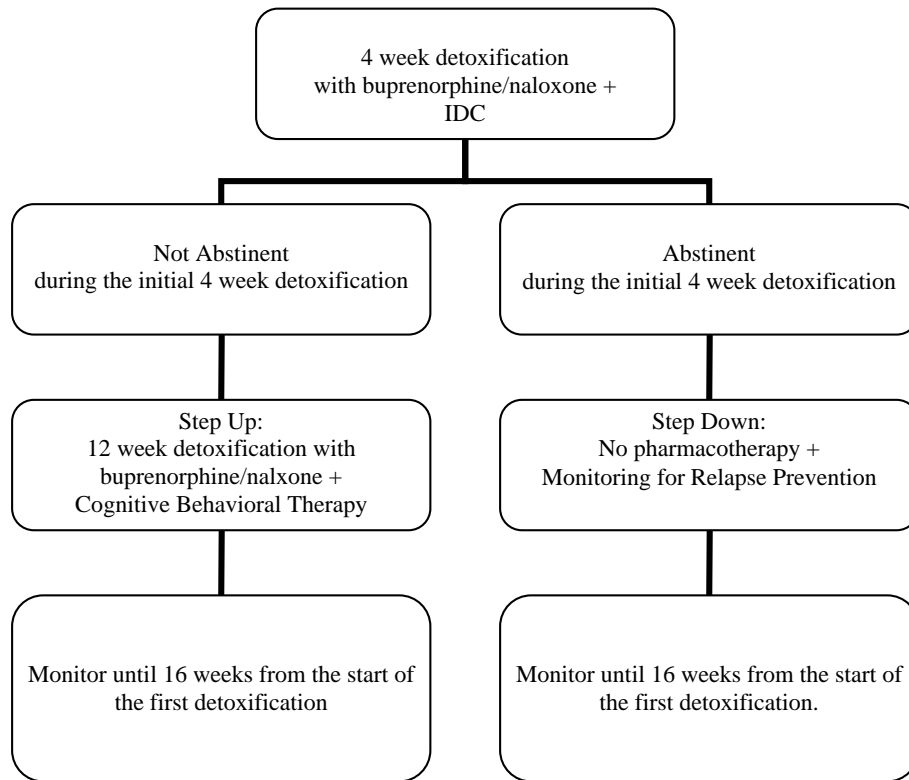 4 week detoxification
with buprenorphine/naloxone +
IDC
Not Abstinent
during the initial 4 week detoxification
Abstinent
during the initial 4 week detoxification
Step Up:
12 week detoxification with
buprenorphine/nalxone +
Cognitive Behavioral Therapy
Step Down:
No pharmacotherapy +
Monitoring for Relapse Prevention
Monitor until 16 weeks from the start of
the first detoxification
Monitor until 16 weeks from the start of
the first detoxification.